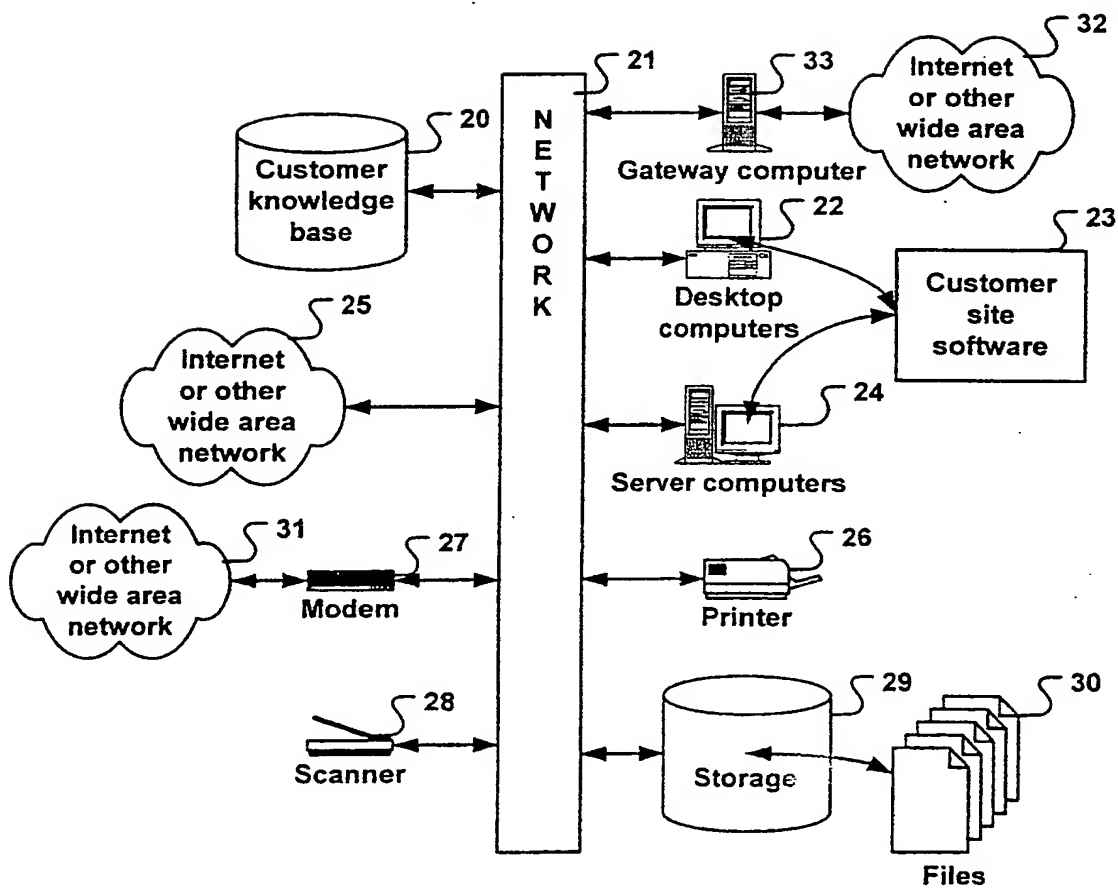 32
Internet
or other
wide area
network
33
Gateway computer
21
NETWORK
20
Customer
knowledge
base
22
Desktop
computers
23
Customer
site
software
25
Internet
or other
wide area
network
24
Server computers
31
Internet
or other
wide area
network
27
Modem
26
Printer
28
Scanner
29
Storage
30
Files